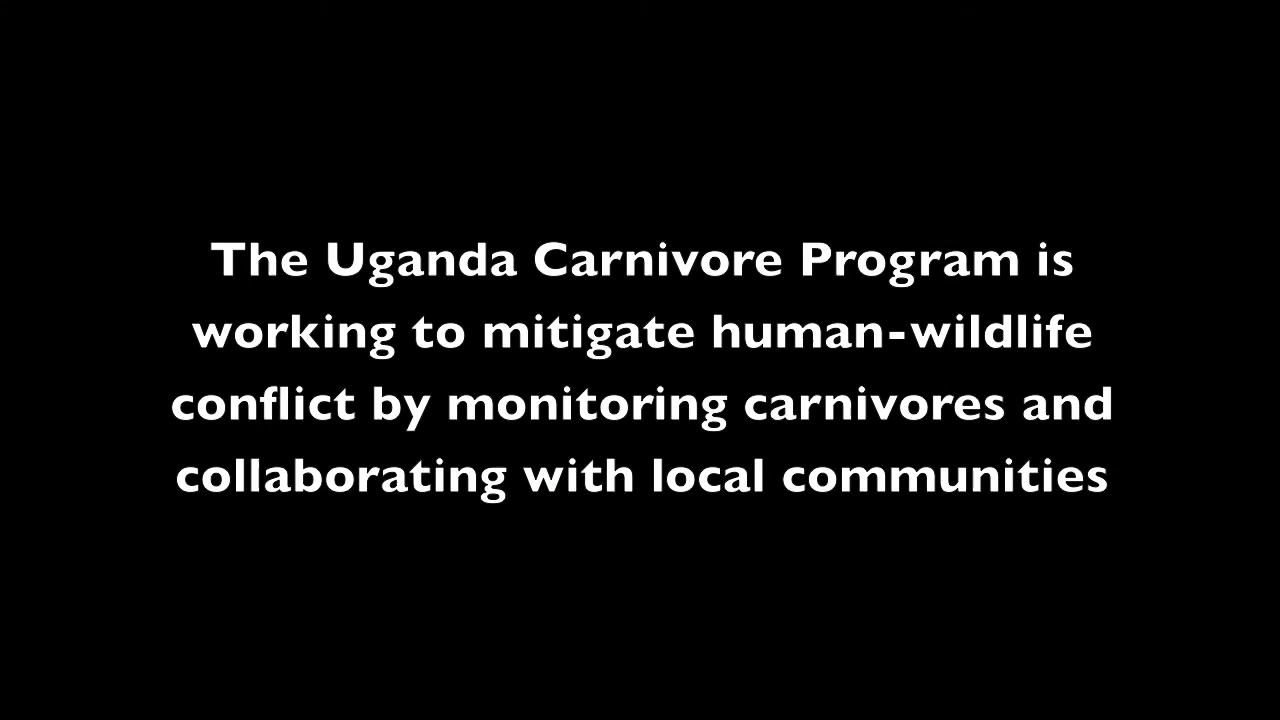 The Uganda Carnivore Program is
working to mitigate human-wildlife
conflict by monitoring carnivores and
collaborating with local communities